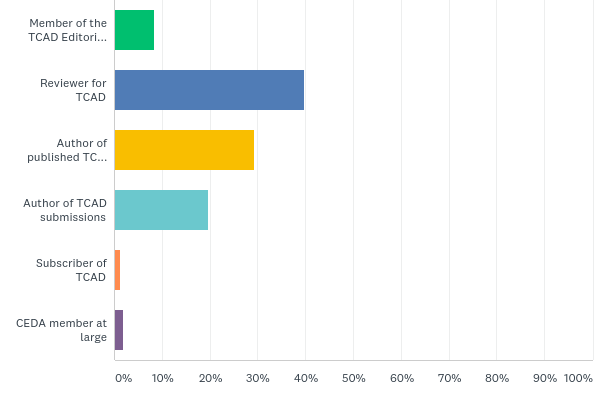 Member of the
TCAD Editori...
Reviewer for
TCAD
Author of
published TC...
Author of TCAD
submissions
Subscriber of
TCAD
CEDA member at
large
0% 10% 20% 30% 40% 50% 60% 70% 80% 90% 100%